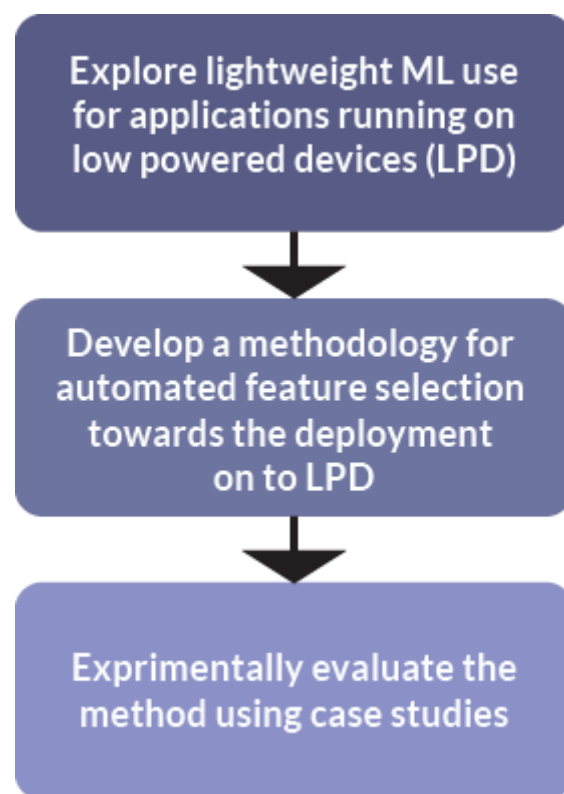 Explore lightweight ML use
for applications running on
low powered devices (LPD)
Develop a methodology for
automated feature selection
towards the deployment
on to LPD
Exprimentally evaluate the
method using case studies